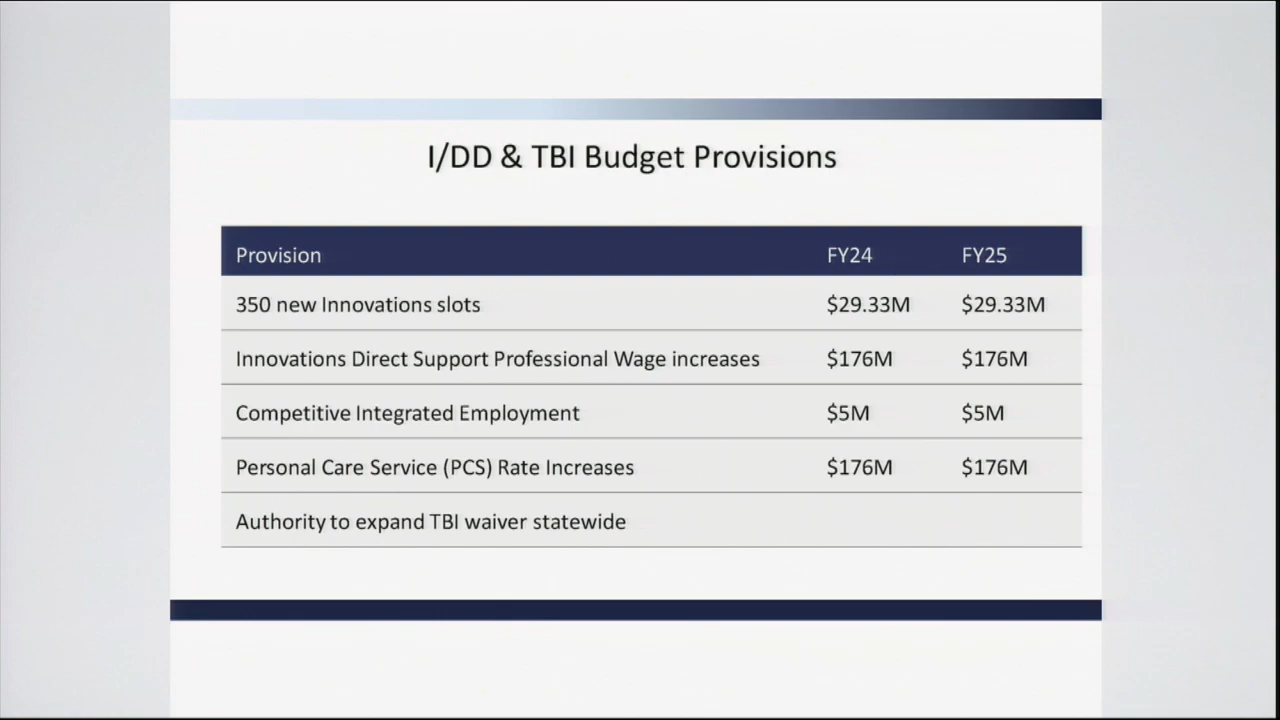 I/DD & TBI Budget Provisions
Provision FY24 FY25
350 new Innovations slots $29.33M $29.33M
Innovations Direct Support Professional Wage increases $176M $176M
Competitive Integrated Employment $5M $5M
Personal Care Service (PCS) Rate Increases $176M $176M
Authority to expand TBI waiver statewide